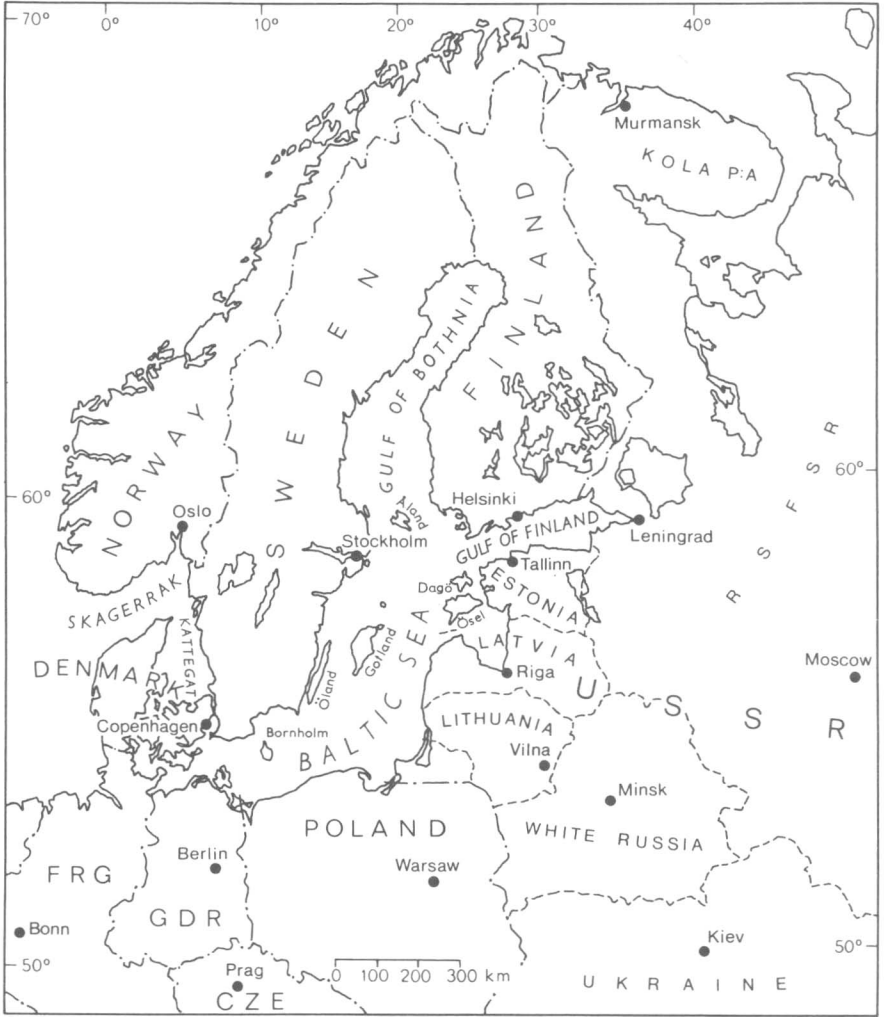 70° 0° 10° 20° 30° 40°
Murmansk
KOLA P:A
NORWAY
SWEDEN
FINLAND
GULF OF BOTHNIA
RSFSR
60° 60°
Oslo
Helsinki
Åland
Stockholm
GULF OF FINLAND
Leningrad
Tallinn
SKAGERRAK
Dagö
ESTONIA
Ösel
KATTEGAT
Gotland
LATVIA
DENMARK
Öland
Riga
Moscow
USSR
BALTIC SEA
Copenhagen
Bornholm
LITHUANIA
Vilna
Minsk
POLAND
WHITE RUSSIA
Berlin
Warsaw
FRG
GDR
Bonn
Kiev
50° 50°
Prag
0 100 200 300 km
CZE
UKRAINE